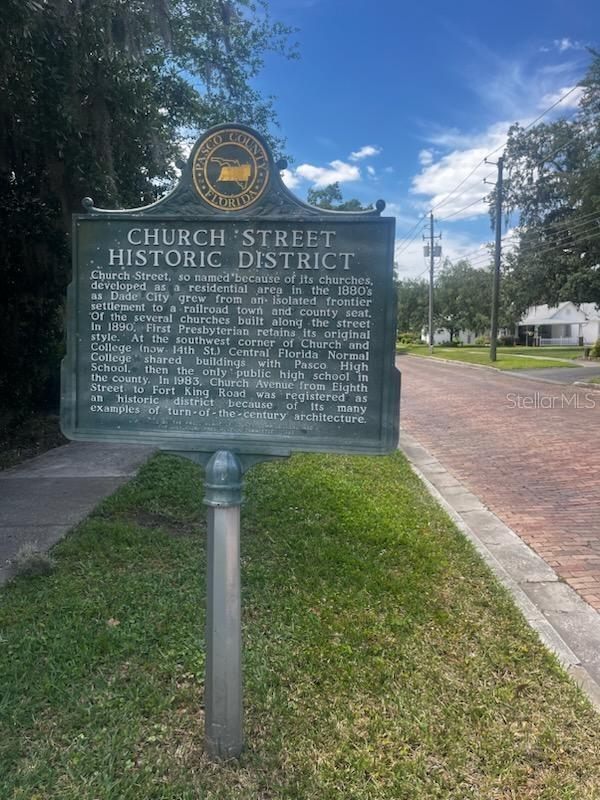 PASCO COUNTY
FLORIDA
CHURCH STREET
HISTORIC DISTRICT
Church Street, so named because of its churches,
developed as a residential area in the 1880's
as Dade City grew from an isolated frontier
settlement to a railroad town and county seat.
Of the several churches built along the street
In 1890, First Presbyterian retains its original
style. At the southwest corner of Church and
College (now 14th St.) Central Florida Normal
College shared buildings with Pasco High
School, then the only public high school in
the county. In 1983, Church Avenue from Eighth
Street to Fort King Road was registered as
an historic district because of its many
examples of turn-of-the-century architecture.
StellarMLS